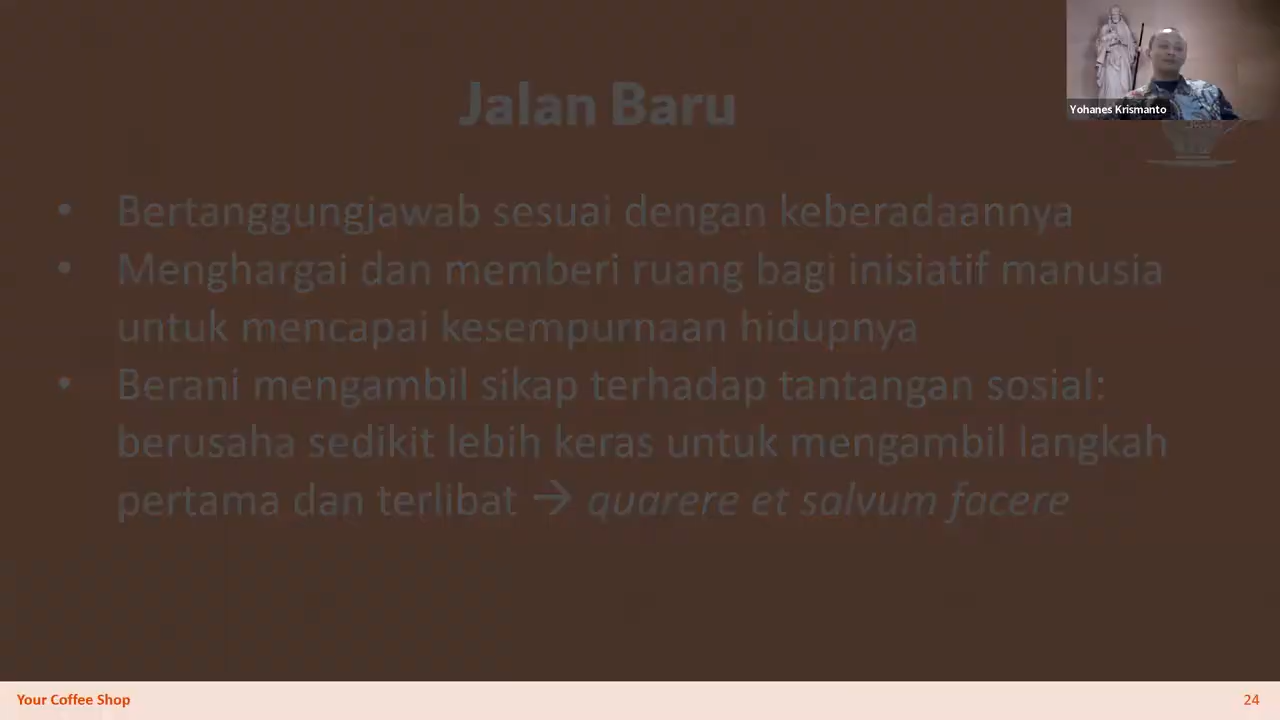 Jalan Baru
Yohanes Krismanto
• Bertanggungjawab sesuai dengan keberadaannya
• Menghargai dan memberi ruang bagi inisiatif manusia
untuk mencapai kesempurnaan hidupnya
• Berani mengambil sikap terhadap tantangan sosial:
berusaha sedikit lebih keras untuk mengambil langkah
pertama dan terlibat → quarere et salvum facere
Your Coffee Shop
24